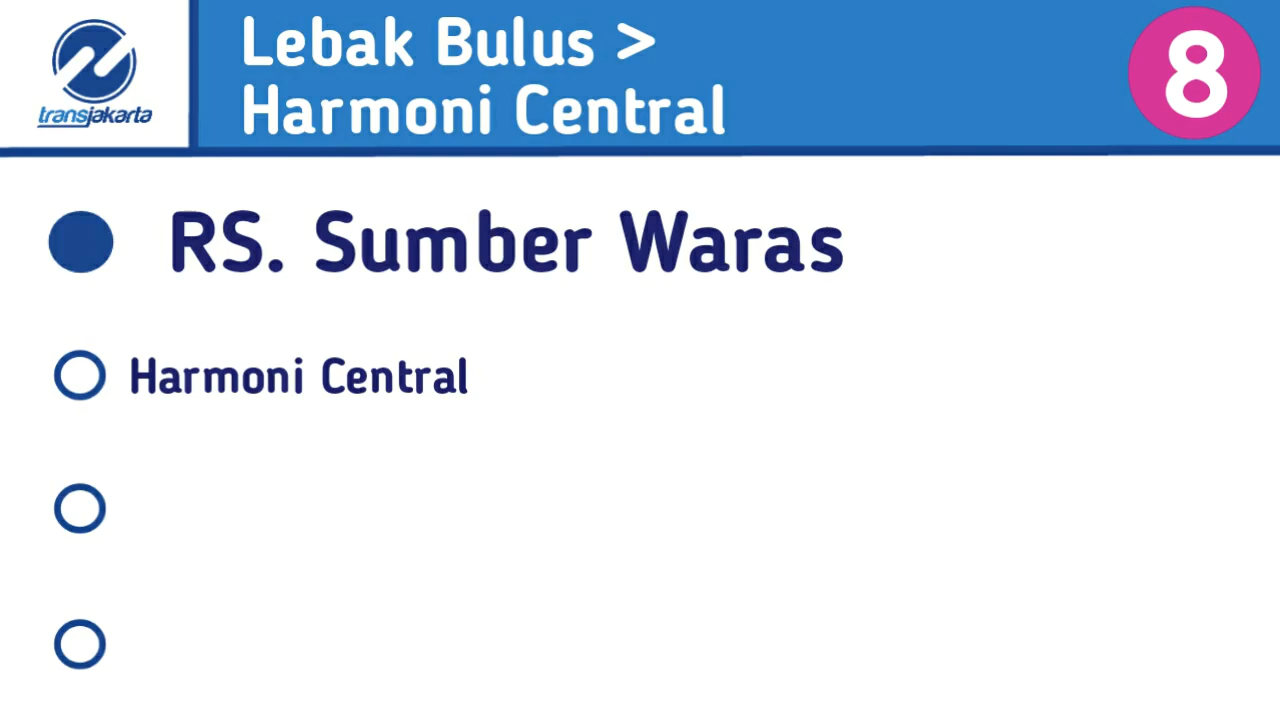 transjakarta
Lebak Bulus >
Harmoni Central
8
RS. Sumber Waras
Harmoni Central